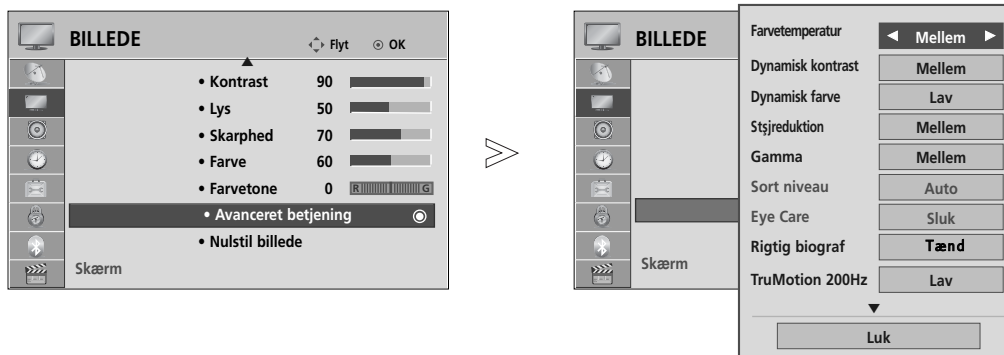 BILLEDE
Flyt
OK
• Kontrast 90
• Lys 50
• Skarphed 70
• Farve 60
• Farvetone 0 R G
• Avanceret betjening
• Nulstil billede
Skærm
BILLEDE
Skærm
Farvetemperatur Mellem
Dynamisk kontrast Mellem
Dynamisk farve Lav
Stsjreduktion Mellem
Gamma Mellem
Sort niveau Auto
Eye Care Sluk
Rigtig biograf Tænd
TruMotion 200Hz Lav
Luk